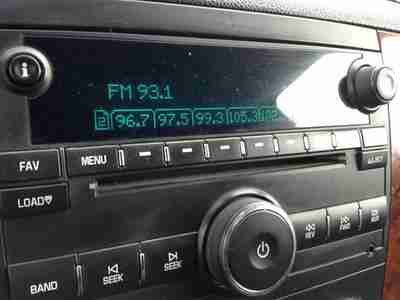 FM 93.1
2 96.7 97.5 99.3 105.3
FAV MENU
LOAD
BAND SEEK SEEK REV FWD